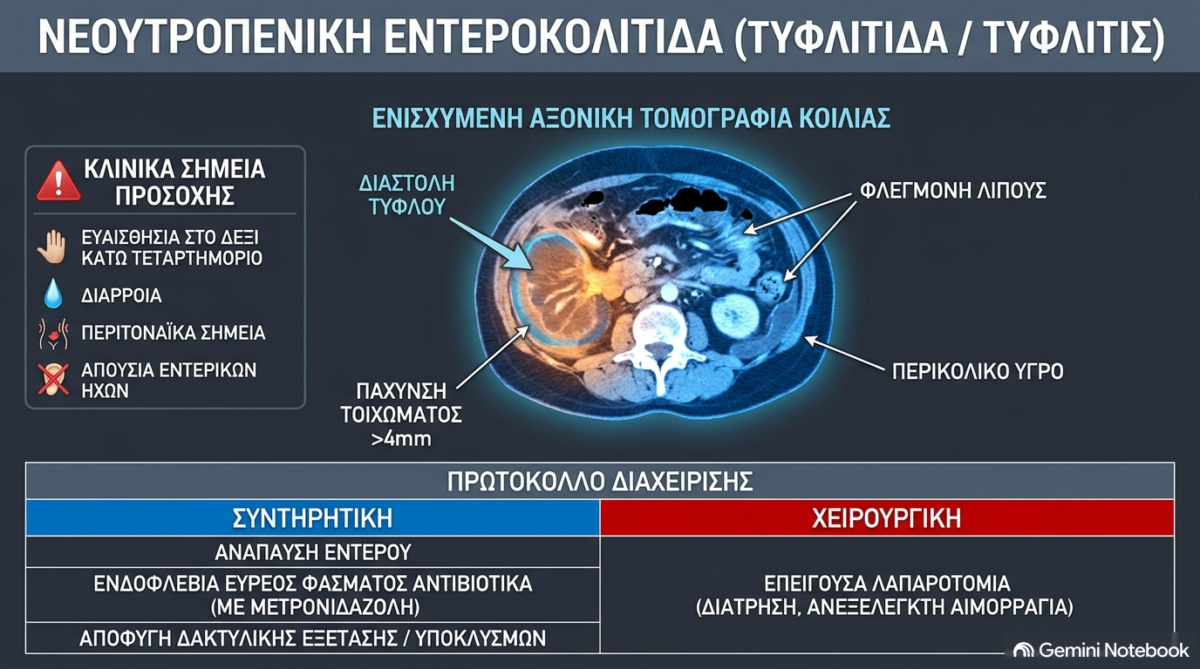 ΝΕΟΥΤΡΟΠΕΝΙΚΗ ΕΝΤΕΡΟΚΟΛΙΤΙΔΑ (ΤΥΦΛΙΤΙΔΑ / ΤΥΦΛΙΤΙΣ)
ΕΝΙΣΧΥΜΕΝΗ ΑΞΟΝΙΚΗ ΤΟΜΟΓΡΑΦΙΑ ΚΟΙΛΙΑΣ
ΚΛΙΝΙΚΑ ΣΗΜΕΙΑ
ΠΡΟΣΟΧΗΣ
ΕΥΑΙΣΘΗΣΙΑ ΣΤΟ ΔΕΞΙ
ΚΑΤΩ ΤΕΤΑΡΤΗΜΟΡΙΟ
ΔΙΑΡΡΟΙΑ
ΠΕΡΙΤΟΝΑΪΚΑ ΣΗΜΕΙΑ
ΑΠΟΥΣΙΑ ΕΝΤΕΡΙΚΩΝ
ΗΧΩΝ
ΔΙΑΣΤΟΛΗ
ΤΥΦΛΟΥ
ΠΑΧΥΝΣΗ
ΤΟΙΧΩΜΑΤΟΣ
>4mm
ΦΛΕΓΜΟΝΗ ΛΙΠΟΥΣ
ΠΕΡΙΚΟΛΙΚΟ ΥΓΡΟ
ΠΡΩΤΟΚΟΛΛΟ ΔΙΑΧΕΙΡΙΣΗΣ
ΣΥΝΤΗΡΗΤΙΚΗ
ΑΝΑΠΑΥΣΗ ΕΝΤΕΡΟΥ
ΕΝΔΟΦΛΕΒΙΑ ΕΥΡΕΟΣ ΦΑΣΜΑΤΟΣ ΑΝΤΙΒΙΟΤΙΚΑ
(ΜΕ ΜΕΤΡΟΝΙΔΑΖΟΛΗ)
ΑΠΟΦΥΓΗ ΔΑΚΤΥΛΙΚΗΣ ΕΞΕΤΑΣΗΣ / ΥΠΟΚΛΥΣΜΩΝ
ΧΕΙΡΟΥΡΓΙΚΗ
ΕΠΕΙΓΟΥΣΑ ΛΑΠΑΡΟΤΟΜΙΑ
(ΔΙΑΤΡΗΣΗ, ΑΝΕΞΕΛΕΓΚΤΗ ΑΙΜΟΡΡΑΓΙΑ)
Gemini Notebook